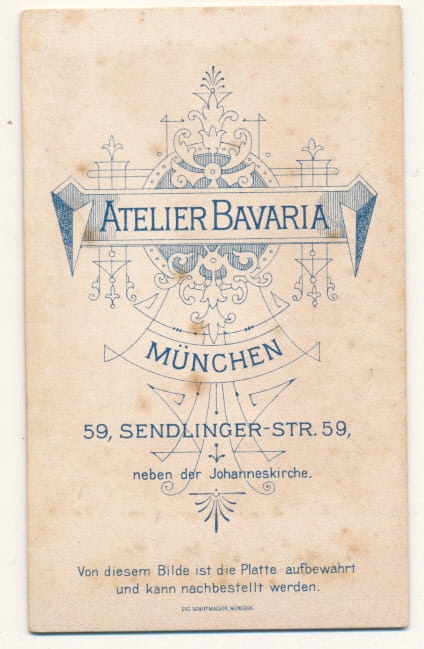 ATELIER BAVARIA
MÜNCHEN
59, SENDLINGER-STR. 59,
neben der Johanneskirche.
Von diesem Bilde ist die Platte aufbewahrt
und kann nachbestellt werden.
MÜNCHEN.